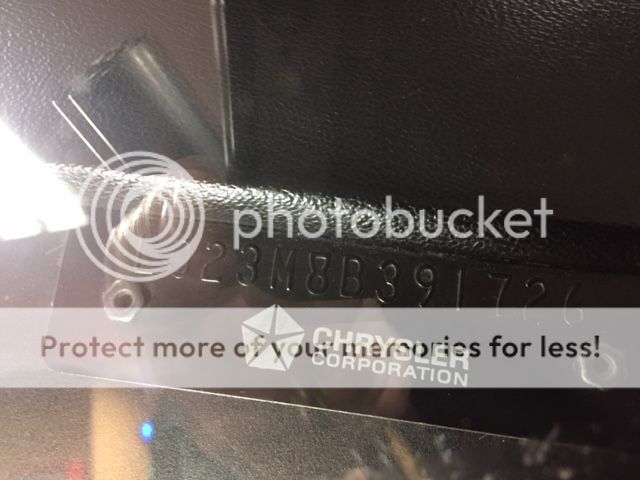 photobucket
23M8B391726
Protect more of your memories for less!
CHRYSLER
CORPORATION